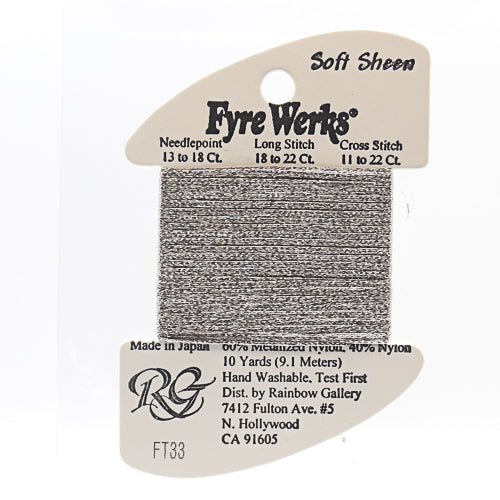 Soft Sheen
Fyre Werks®
Needlepoint Long Stitch Cross Stitch
13 to 18 Ct. 18 to 22 Ct. 11 to 22 Ct.
Made in Japan 60% Metalized Nylon, 40% Nylon
10 Yards (9.1 Meters)
Hand Washable, Test First
Dist. by Rainbow Gallery
7412 Fulton Ave. #5
N. Hollywood
CA 91605
RG
FT33